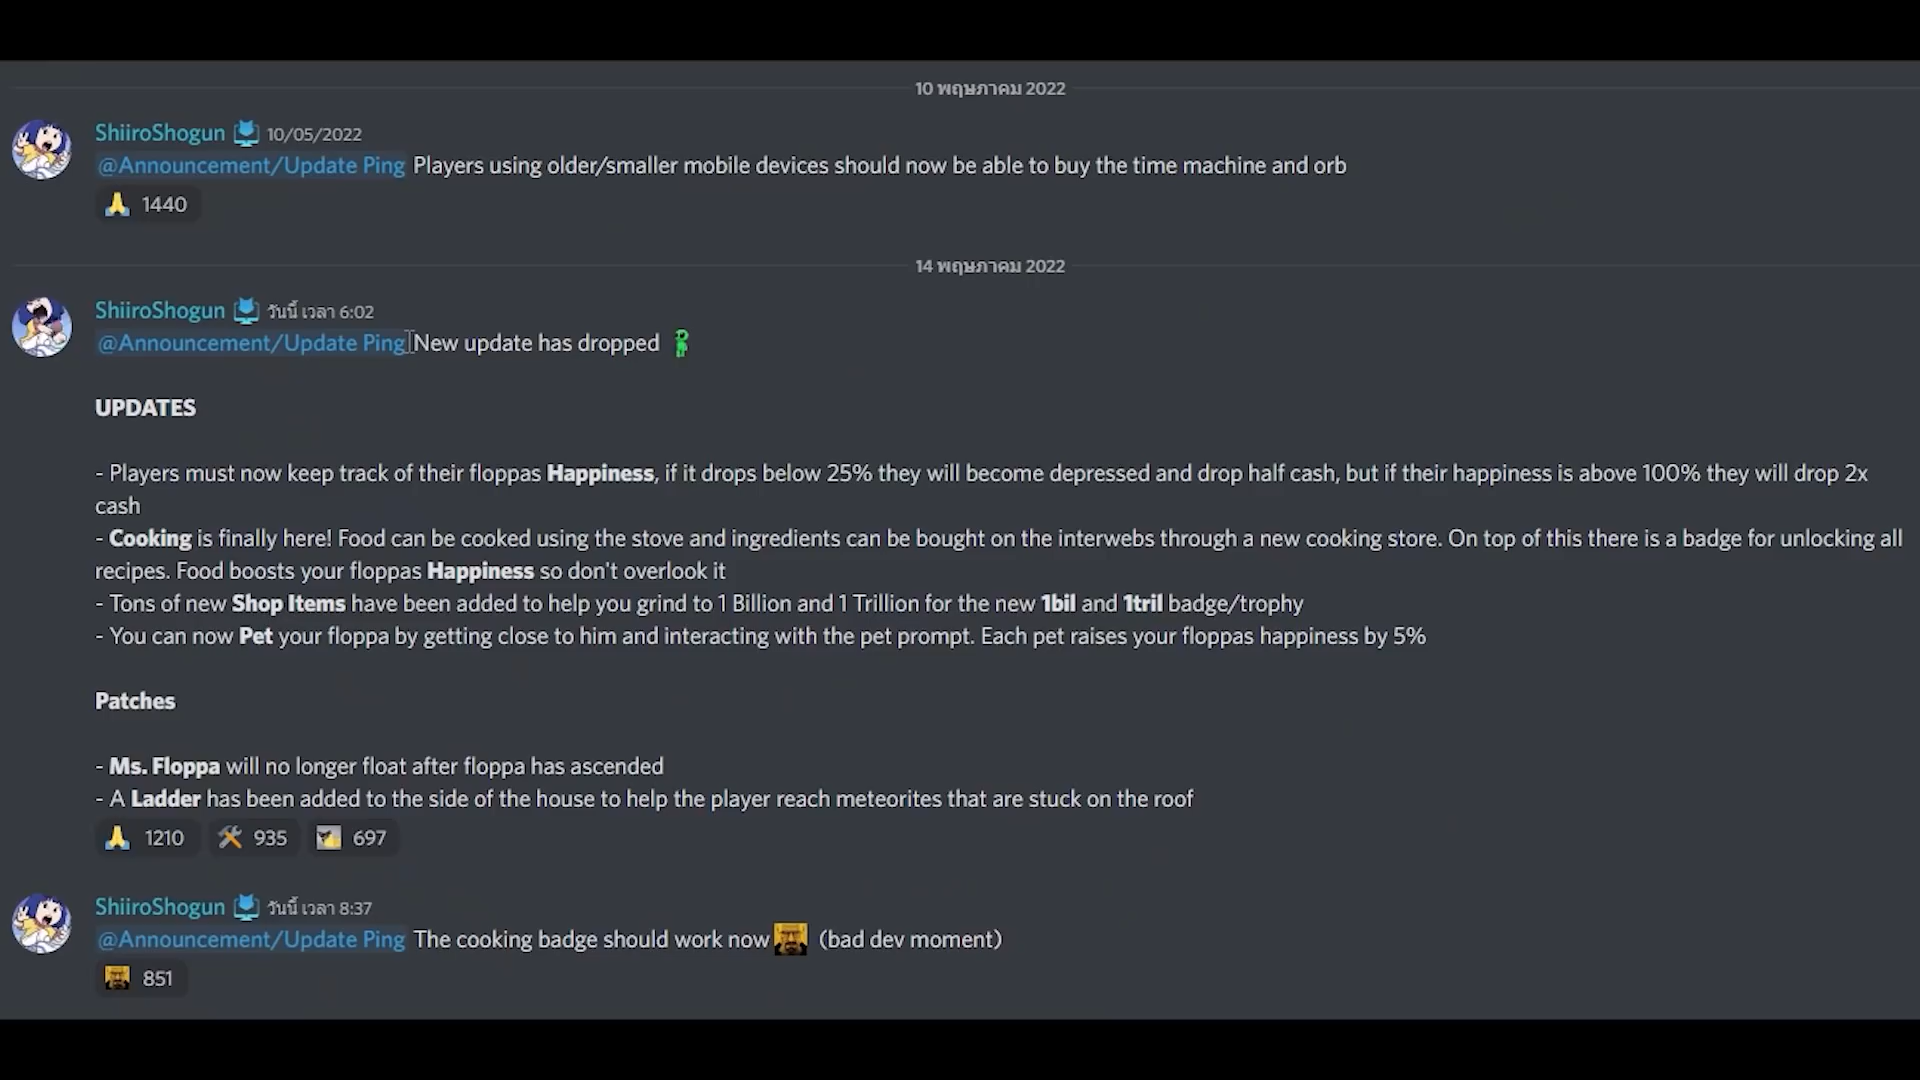 10 พฤษภาคม 2022
ShiiroShogun 10/05/2022
@Announcement/Update Ping Players using older/smaller mobile devices should now be able to buy the time machine and orb
1440
14 พฤษภาคม 2022
ShiiroShogun วันนี้ เวลา 6:02
@Announcement/Update Ping New update has dropped
UPDATES
- Players must now keep track of their floppas Happiness, if it drops below 25% they will become depressed and drop half cash, but if their happiness is above 100% they will drop 2x
cash
- Cooking is finally here! Food can be cooked using the stove and ingredients can be bought on the interwebs through a new cooking store. On top of this there is a badge for unlocking all
recipes. Food boosts your floppas Happiness so don't overlook it
- Tons of new Shop Items have been added to help you grind to 1 Billion and 1 Trillion for the new 1bil and 1tril badge/trophy
- You can now Pet your floppa by getting close to him and interacting with the pet prompt. Each pet raises your floppas happiness by 5%
Patches
- Ms. Floppa will no longer float after floppa has ascended
- A Ladder has been added to the side of the house to help the player reach meteorites that are stuck on the roof
1210 935 697
ShiiroShogun วันนี้ เวลา 8:37
@Announcement/Update Ping The cooking badge should work now (bad dev moment)
851